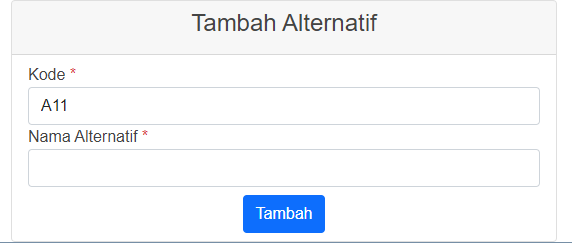 Tambah Alternatif
Kode *
A11
Nama Alternatif *
Tambah